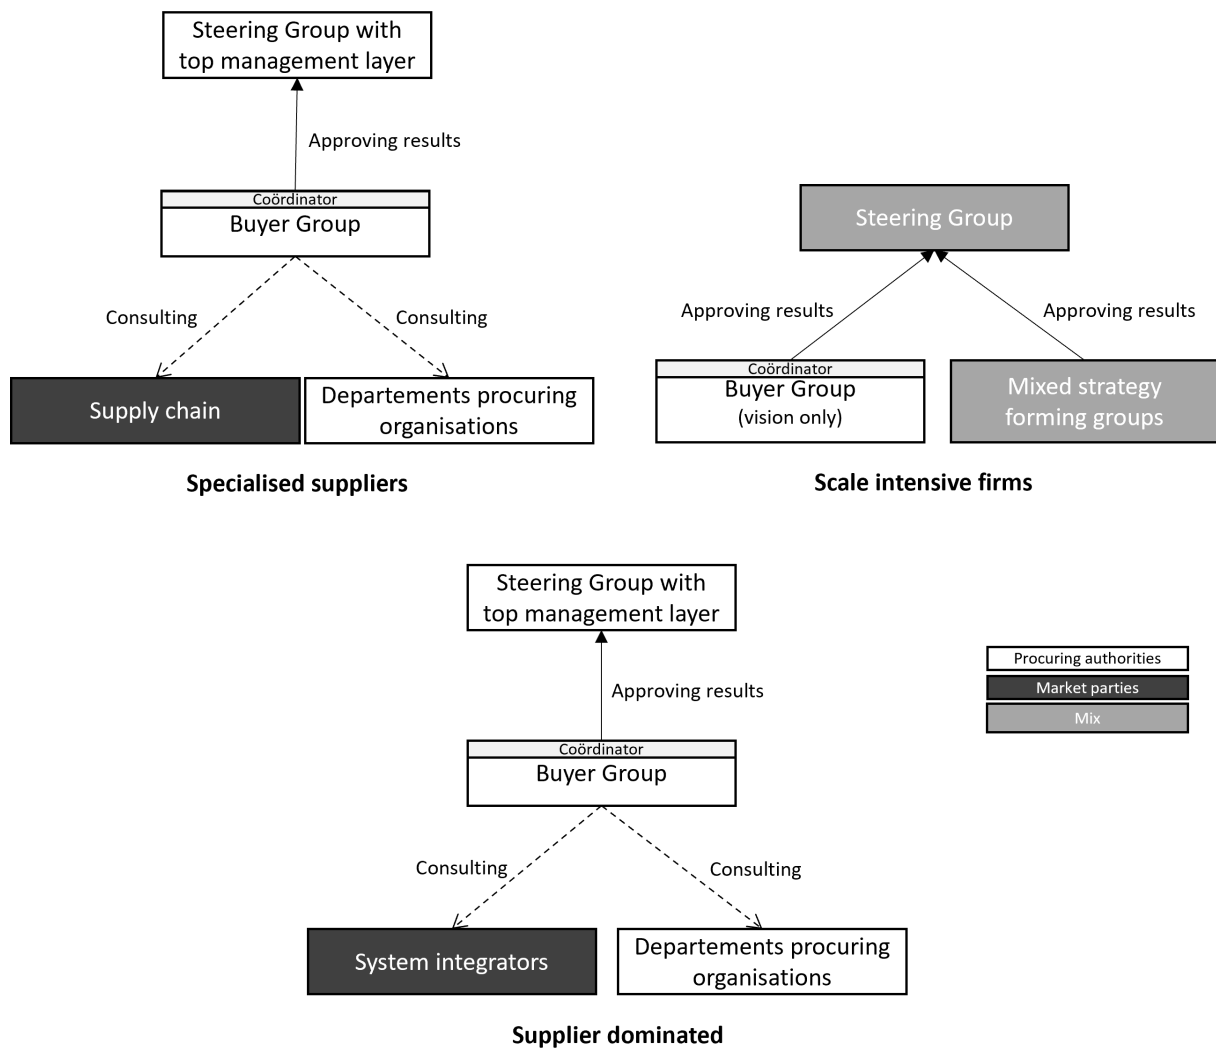 Steering Group with
top management layer
Approving results
Coördinator
Buyer Group
Consulting
Consulting
Supply chain
Departements procuring
organisations
Specialised suppliers
Steering Group
Approving results
Approving results
Coördinator
Buyer Group
(vision only)
Mixed strategy
forming groups
Scale intensive firms
Steering Group with
top management layer
Approving results
Coördinator
Buyer Group
Consulting
Consulting
System integrators
Departements procuring
organisations
Supplier dominated
Procuring authorities
Market parties
Mix